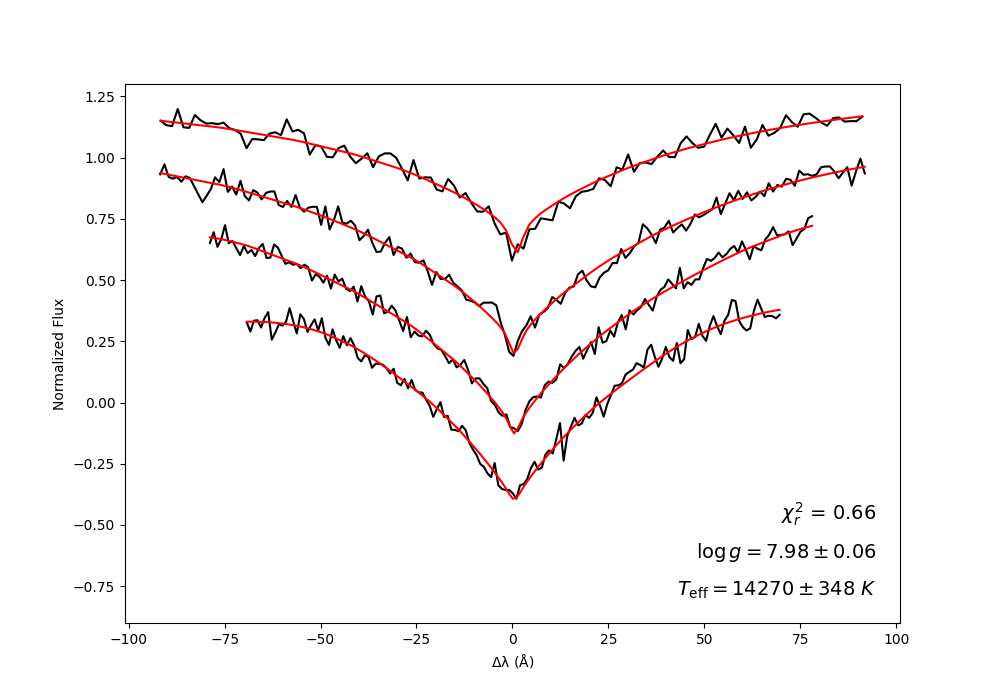 1.25
1.00
0.75
0.50
0.25
0.00
−0.25
−0.50
−0.75
Normalized Flux
χ²ᵣ = 0.66
log g = 7.98 ± 0.06
T_eff = 14270 ± 348 K
−100 −75 −50 −25 0 25 50 75 100
Δλ (Å)